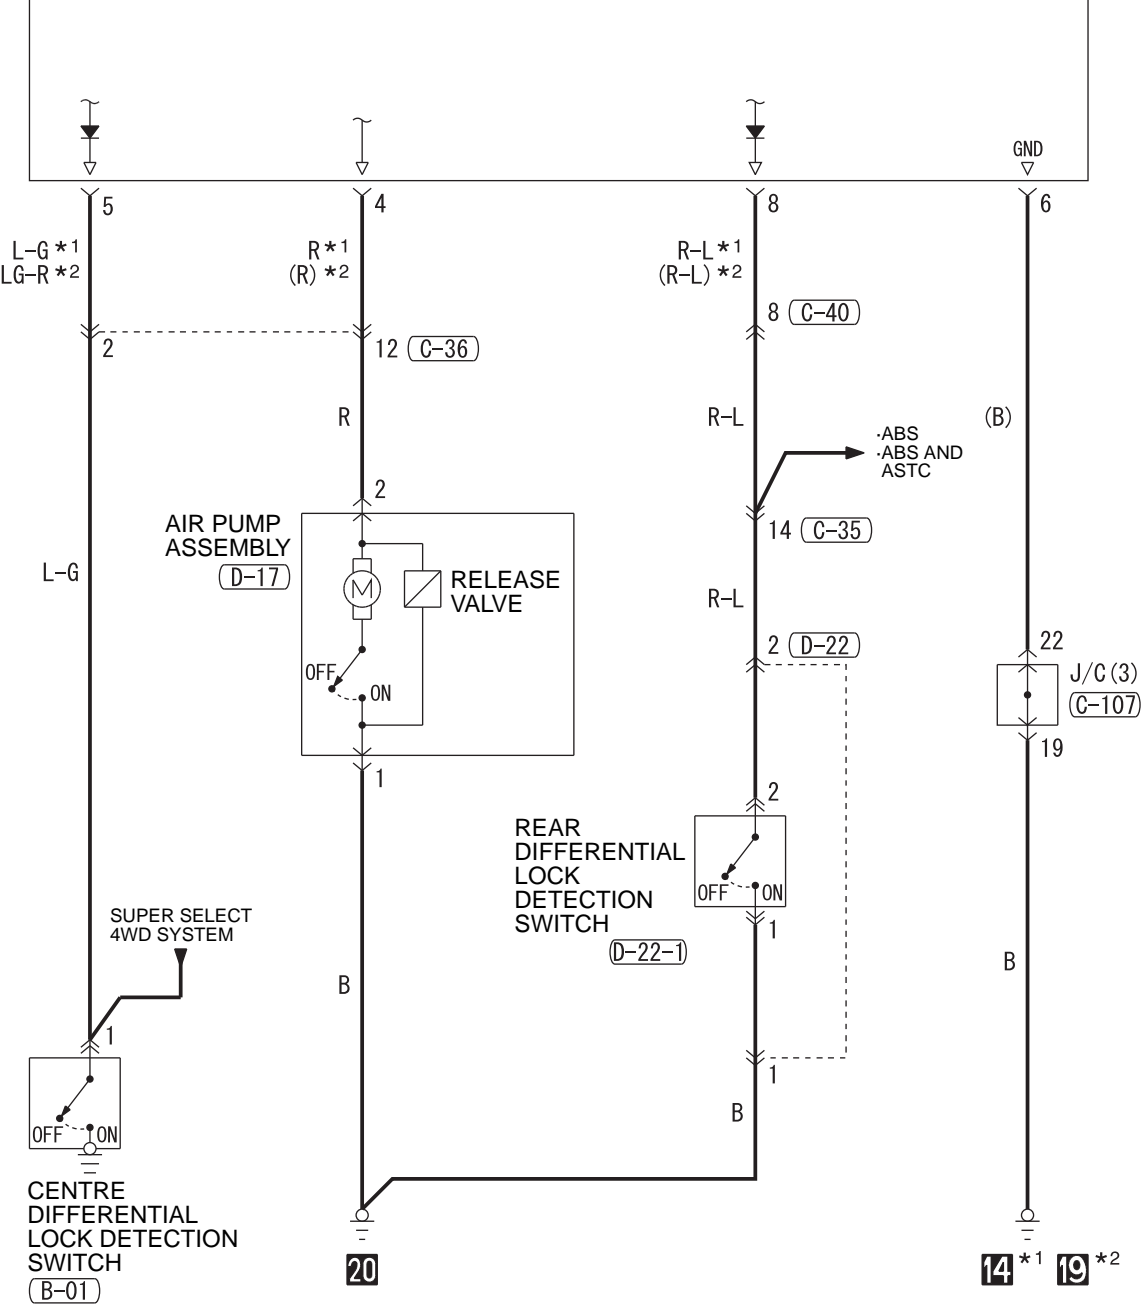 GND
5
4
8
6
L-G *1
LG-R *2
R *1
(R) *2
R-L *1
(R-L) *2
8 C-40
2
12 C-36
R
R-L
(B)
·ABS
·ABS AND
ASTC
2
14 C-35
AIR PUMP
ASSEMBLY
D-17
L-G
M
RELEASE
VALVE
R-L
OFF
ON
2 D-22
22
J/C (3)
C-107
19
1
2
REAR
DIFFERENTIAL
LOCK
DETECTION
SWITCH
D-22-1
OFF
ON
1
SUPER SELECT
4WD SYSTEM
B
B
1
1
B
OFF
ON
CENTRE
DIFFERENTIAL
LOCK DETECTION
SWITCH
B-01
20
14 *1 19 *2